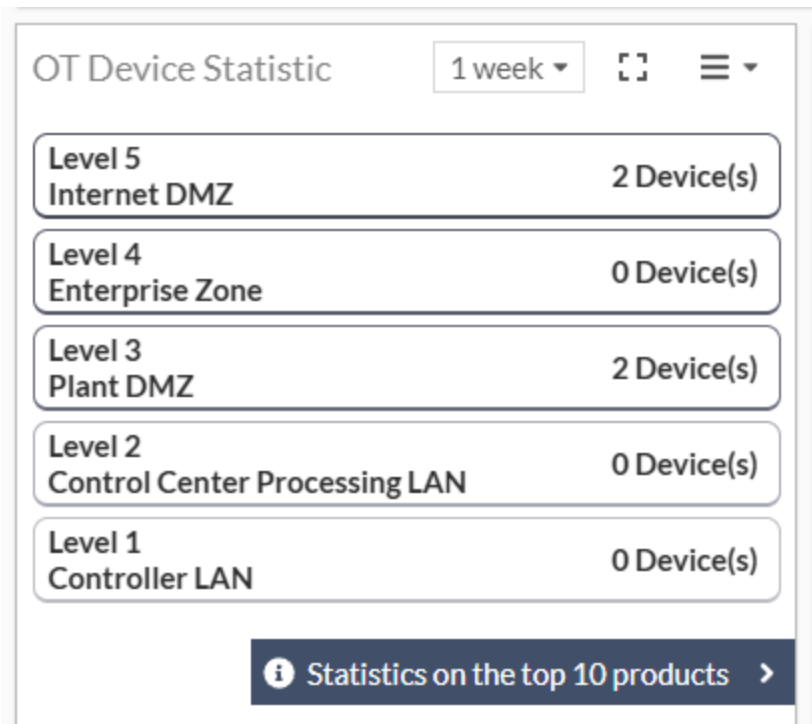 OT Device Statistic
1 week
Level 5
Internet DMZ
2 Device(s)
Level 4
Enterprise Zone
0 Device(s)
Level 3
Plant DMZ
2 Device(s)
Level 2
Control Center Processing LAN
0 Device(s)
Level 1
Controller LAN
0 Device(s)
Statistics on the top 10 products